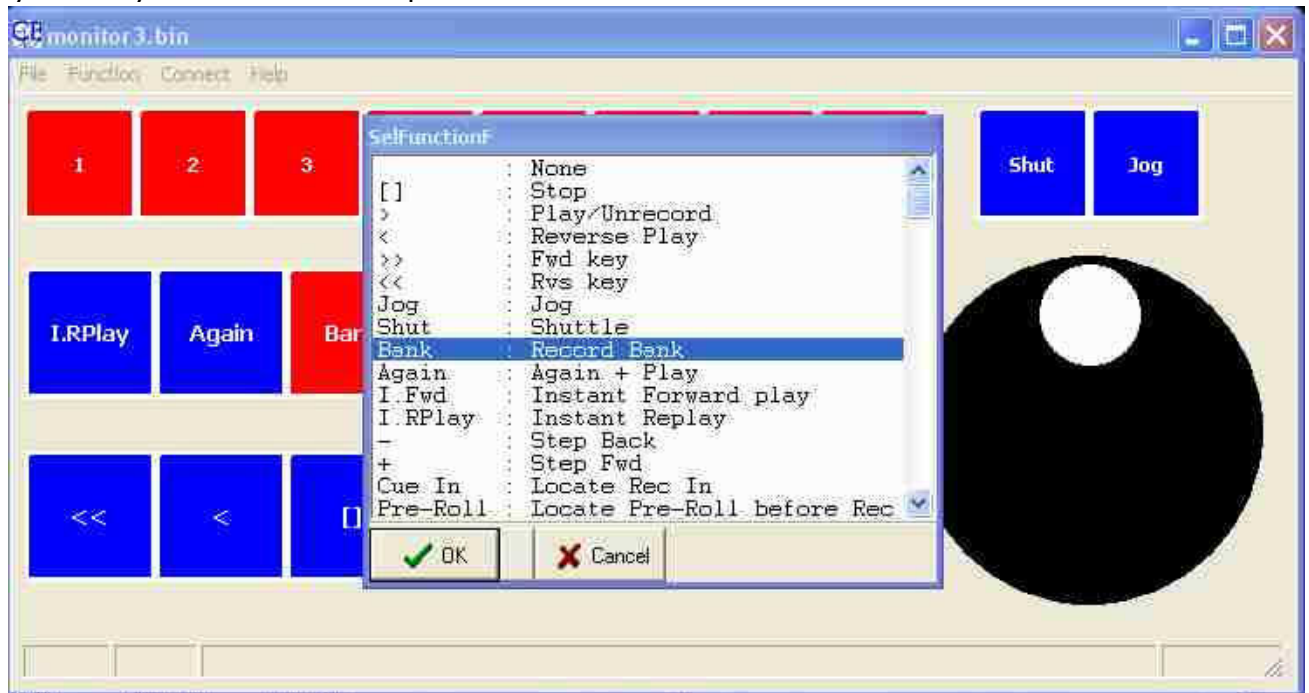 monitor3.bin
File Function Connect Help
1 2 3
Shut Jog
SelFunctionF
: None
[] : Stop
> : Play/Unrecord
< : Reverse Play
>> : Fwd key
<< : Rvs key
Jog : Jog
Shut : Shuttle
Bank : Record Bank
Again : Again + Play
I.Fwd : Instant Forward play
I.RPlay : Instant Replay
- : Step Back
+ : Step Fwd
Cue In : Locate Rec In
Pre-Roll : Locate Pre-Roll before Rec
I.RPlay Again
<< < []
OK Cancel